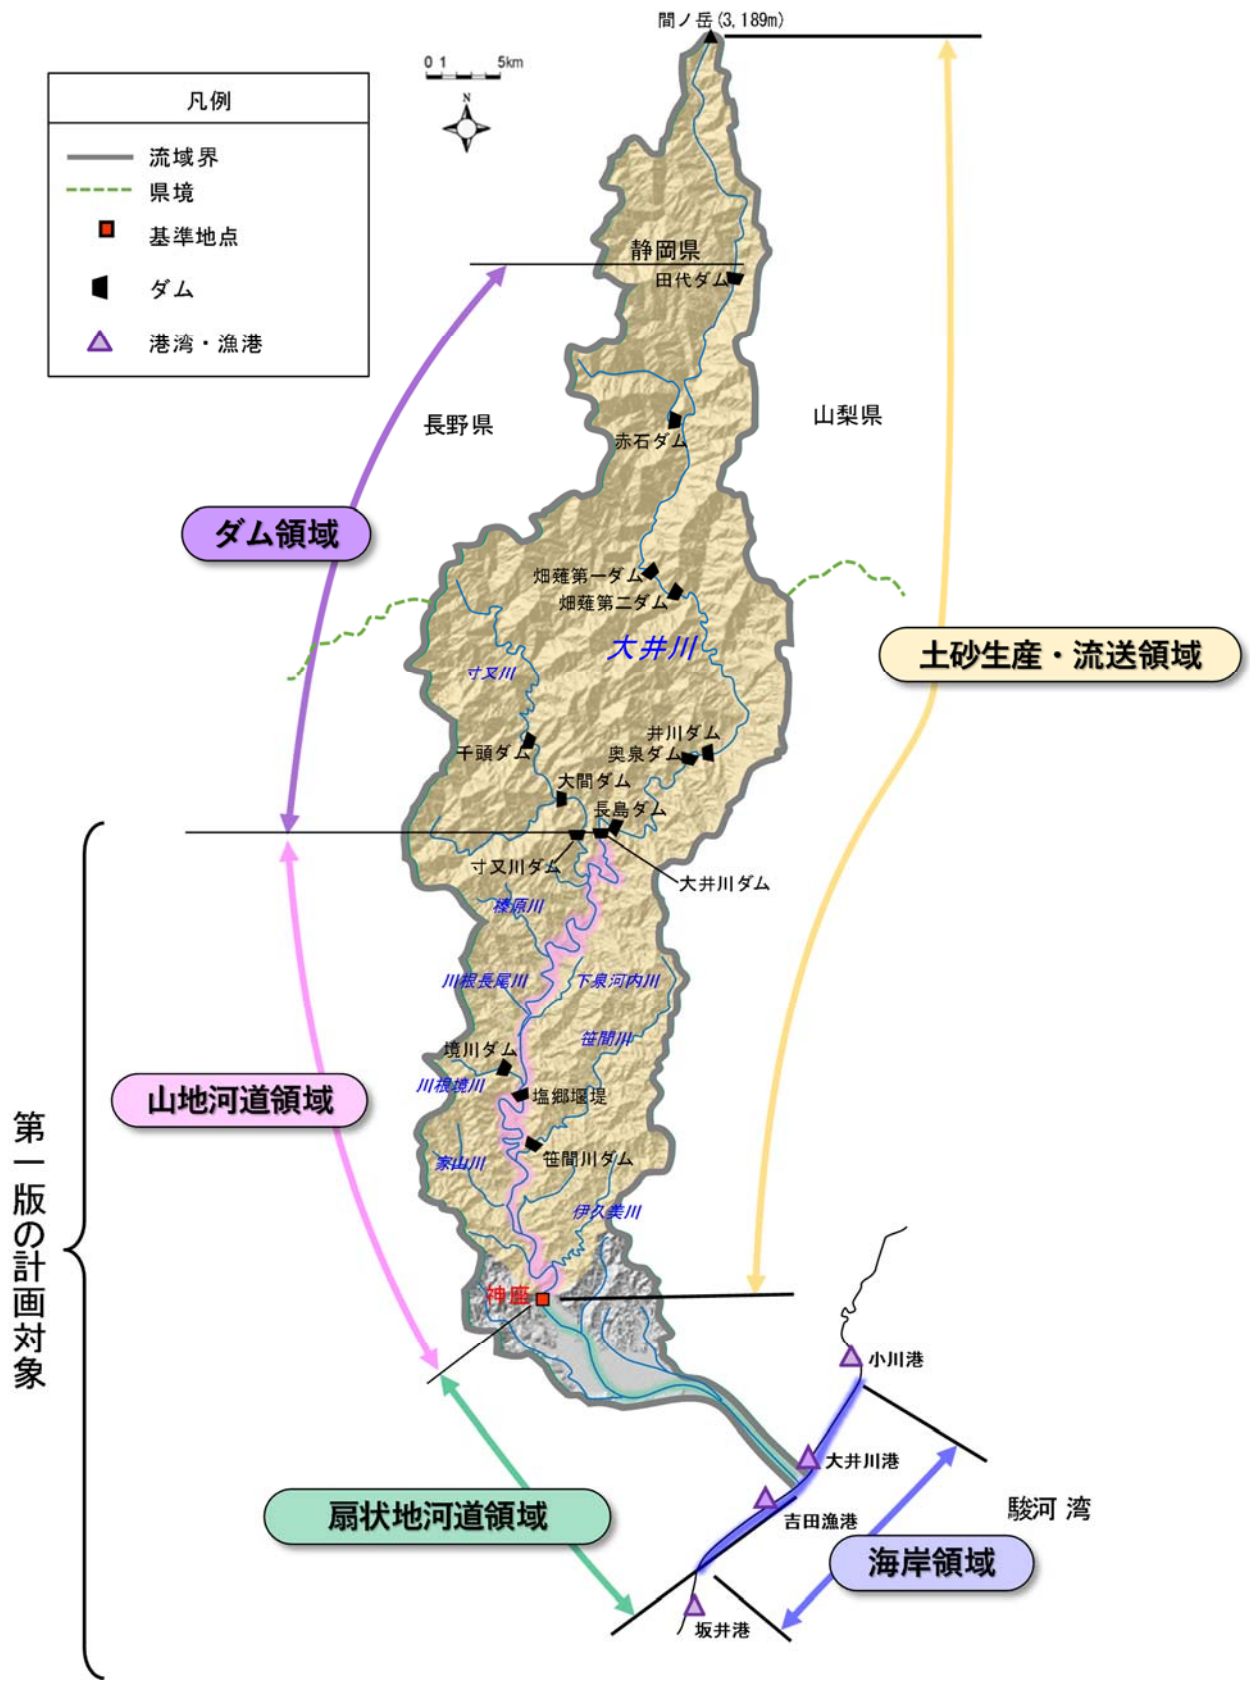 間ノ岳(3,189m)
0 1 5km
N
凡例
流域界
県境
基準地点
ダム
港湾・漁港
静岡県
田代ダム
長野県
山梨県
赤石ダム
ダム領域
畑薙第一ダム
畑薙第二ダム
大井川
土砂生産・流送領域
寸又川
井川ダム
奥泉ダム
千頭ダム
大間ダム
長島ダム
寸又川ダム
大井川ダム
榛原川
川根長尾川
下泉河内川
笹間川
境川ダム
川根境川
塩郷堰堤
山地河道領域
第一版の計画対象
笹間川ダム
家山川
伊久美川
神座
小川港
大井川港
吉田漁港
駿河 湾
扇状地河道領域
海岸領域
坂井港